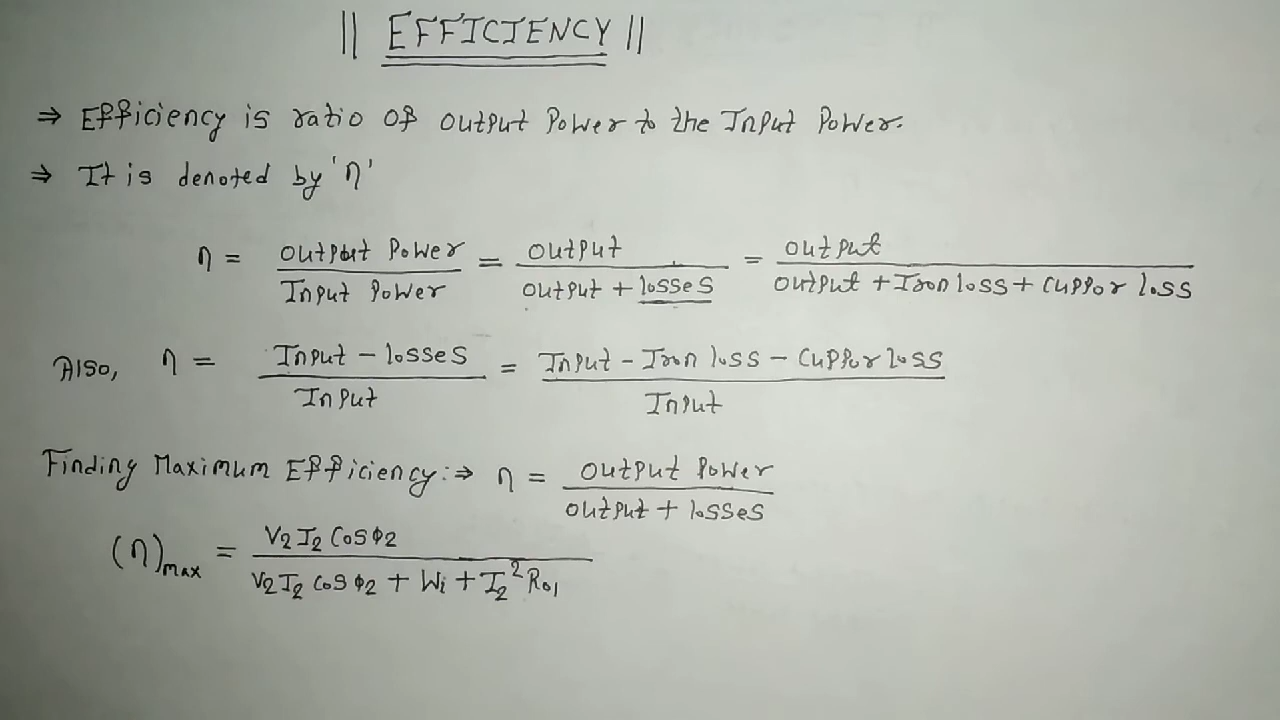 || EFFICIENCY ||
⇒ Efficiency is ratio of output Power to the Input Power.
⇒ It is denoted by 'η'
η = Output Power / Input Power = output / output + losses = output / output + Iron loss + cuppor loss
Also, η = Input - losses / Input = Input - Iron loss - cuppor loss / Input
Finding Maximum Efficiency:⇒ η = output Power / output + losses
(η)max = V2 I2 Cos φ2 / V2 I2 Cos φ2 + Wi + I2² R01